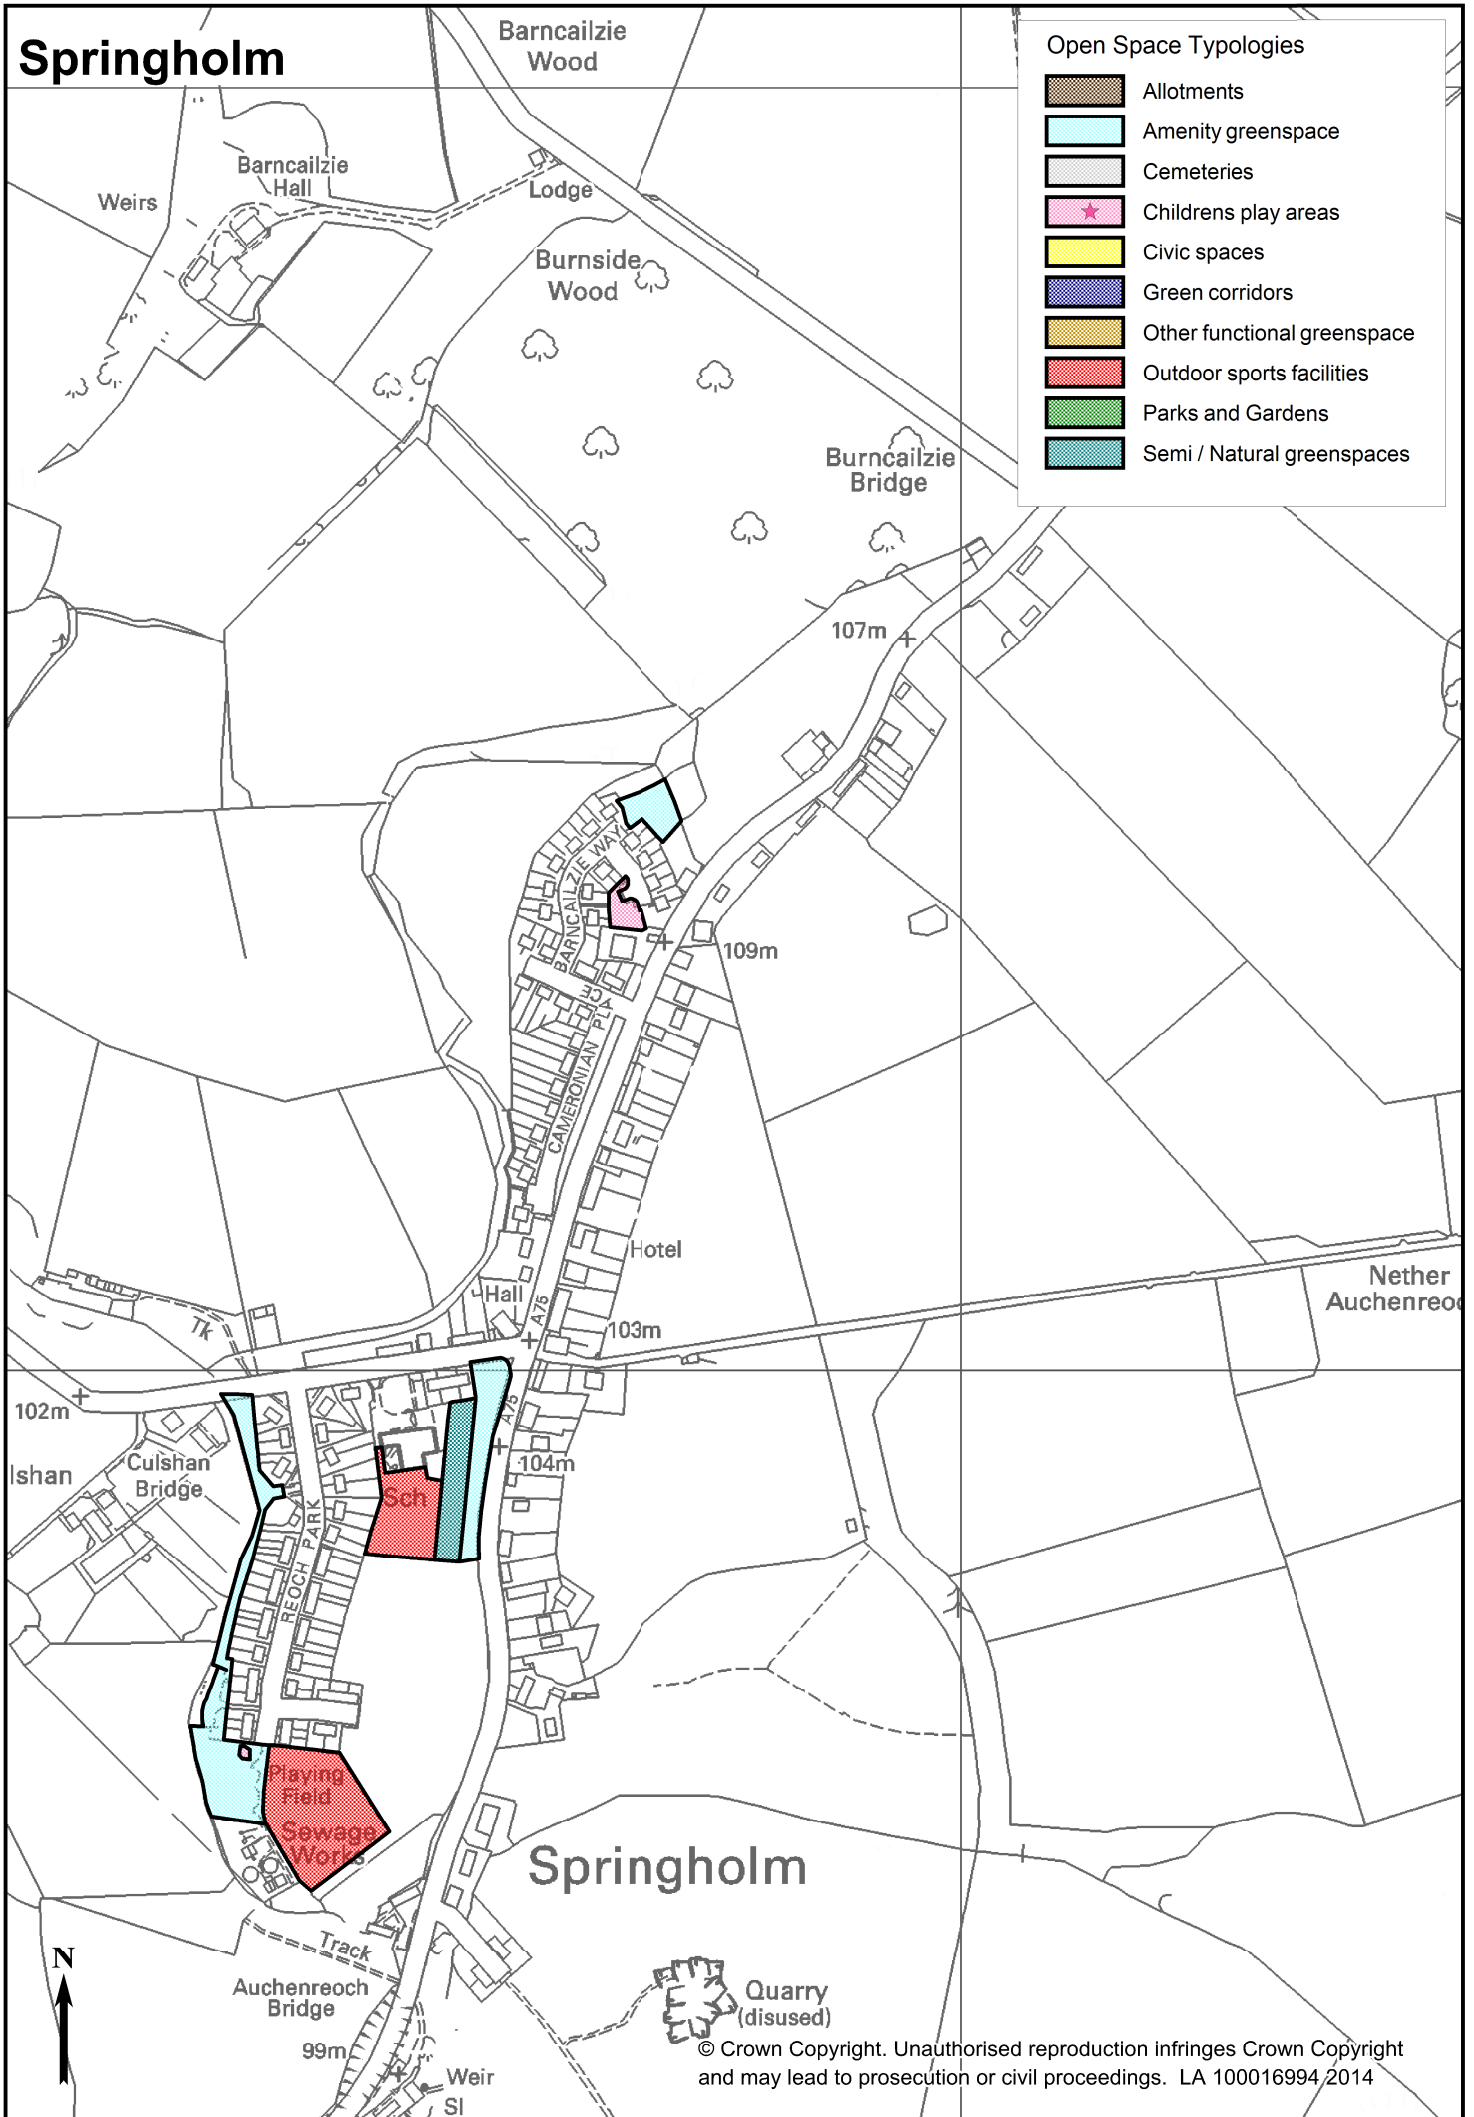 Springholm
Barncailzie
Wood
Open Space Typologies
Allotments
Amenity greenspace
Cemeteries
Childrens play areas
Civic spaces
Green corridors
Other functional greenspace
Outdoor sports facilities
Parks and Gardens
Semi / Natural greenspaces
Barncailzie
Hall
Weirs
Lodge
Burnside
Wood
Burncailzie
Bridge
107m
BARNCAILZIE WAY
109m
CAMERONIAN PLACE
Hotel
Hall
A75
103m
Nether
Auchenreoc
Tk
102m
A75
lshan
Culshan
Bridge
104m
Sch
REOCH PARK
Playing
Field
Sewage
Works
Springholm
N
Track
Auchenreoch
Bridge
Quarry
(disused)
99m
Weir
Sl
© Crown Copyright. Unauthorised reproduction infringes Crown Copyright
and may lead to prosecution or civil proceedings. LA 100016994 2014